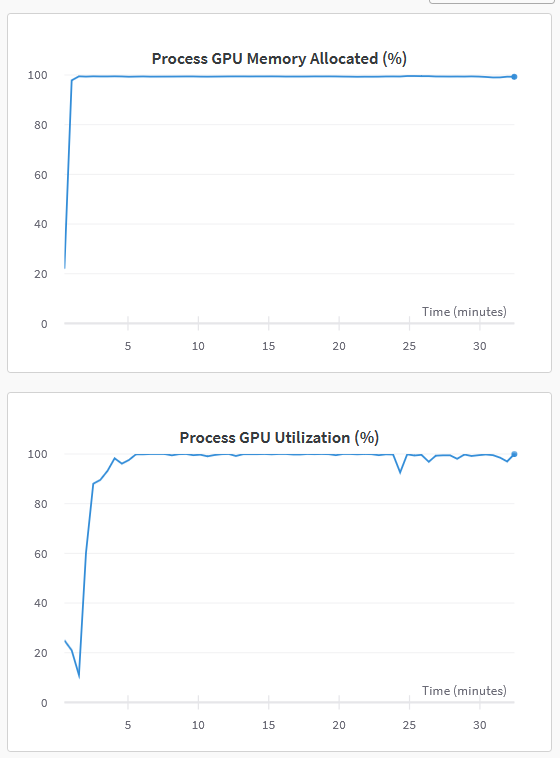 Process GPU Memory Allocated (%)
100
80
60
40
20
0
Time (minutes)
5 10 15 20 25 30
Process GPU Utilization (%)
100
80
60
40
20
0
Time (minutes)
5 10 15 20 25 30